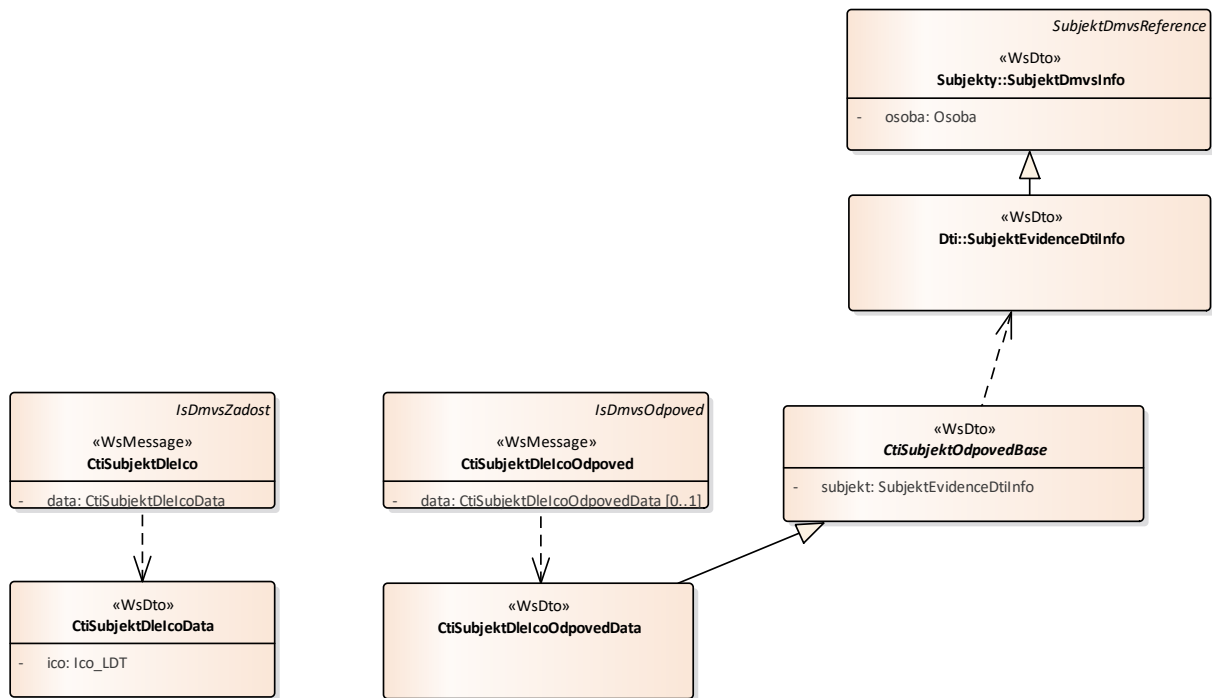 SubjektDmvsReference
«WsDto»
Subjekty::SubjektDmvsInfo
- osoba: Osoba
«WsDto»
Dti::SubjektEvidenceDtiInfo
IsDmvsZadost
«WsMessage»
CtiSubjektDleIco
- data: CtiSubjektDleIcoData
IsDmvsOdpoved
«WsMessage»
CtiSubjektDleIcoOdpoved
- data: CtiSubjektDleIcoOdpovedData [0..1]
«WsDto»
CtiSubjektOdpovedBase
- subjekt: SubjektEvidenceDtiInfo
«WsDto»
CtiSubjektDleIcoData
- ico: Ico_LDT
«WsDto»
CtiSubjektDleIcoOdpovedData